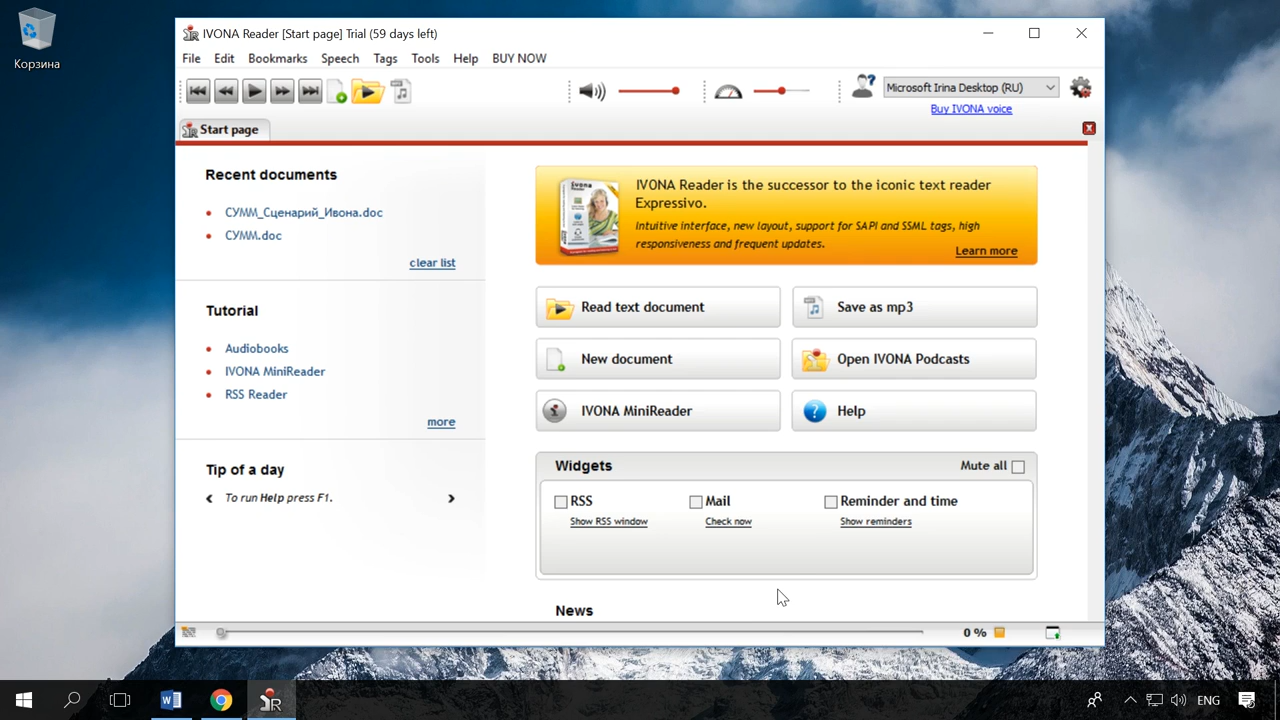 Корзина
IVONA Reader [Start page] Trial (59 days left)
File Edit Bookmarks Speech Tags Tools Help BUY NOW
Microsoft Irina Desktop (RU)
Buy IVONA voice
Start page
Recent documents
СУММ_Сценарий_Ивона.doc
СУММ.doc
clear list
Tutorial
Audiobooks
IVONA MiniReader
RSS Reader
more
Tip of a day
To run Help press F1.
IVONA Reader is the successor to the iconic text reader
Expressivo.
Intuitive interface, new layout, support for SAPI and SSML tags, high
responsiveness and frequent updates.
Learn more
Read text document
Save as mp3
New document
Open IVONA Podcasts
IVONA MiniReader
Help
Widgets
Mute all
RSS
Mail
Reminder and time
Show RSS window
Check now
Show reminders
News
0 %
ENG